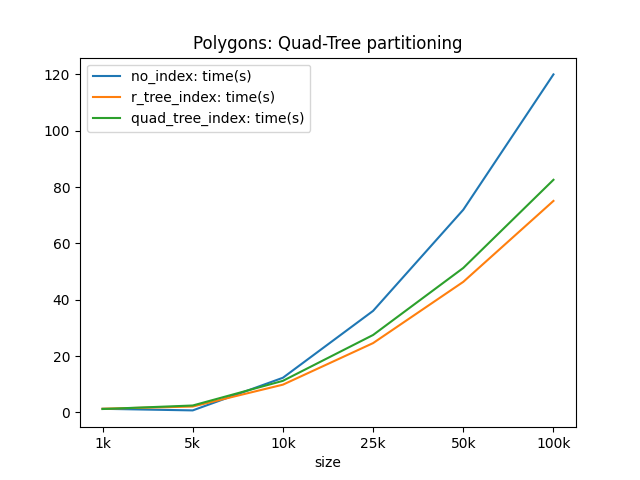 Polygons: Quad-Tree partitioning
no_index: time(s)
r_tree_index: time(s)
quad_tree_index: time(s)
120
100
80
60
40
20
0
1k 5k 10k 25k 50k 100k
size